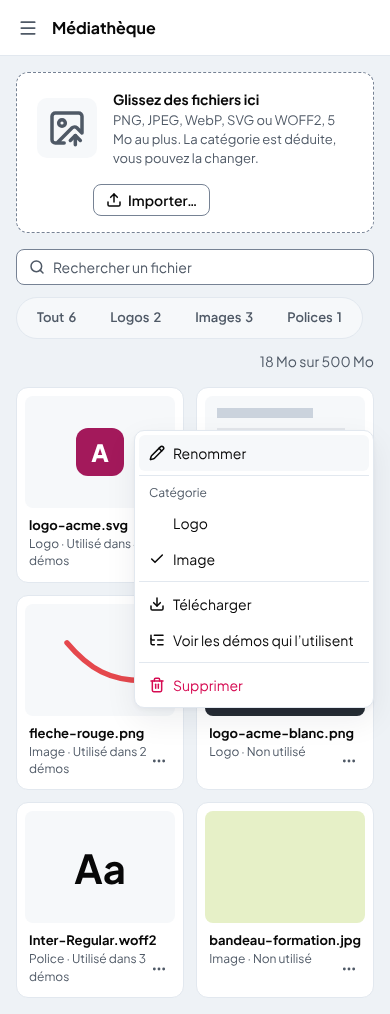 Médiathèque
Glissez des fichiers ici
PNG, JPEG, WebP, SVG ou WOFF2, 5
Mo au plus. La catégorie est déduite,
vous pouvez la changer.
Importer…
Rechercher un fichier
Tout 6
Logos 2
Images 3
Polices 1
18 Mo sur 500 Mo
A
logo-acme.svg
Logo · Utilisé dans
démos
Renommer
Catégorie
Logo
Image
Télécharger
Voir les démos qui l'utilisent
Supprimer
fleche-rouge.png
Image · Utilisé dans 2
démos
logo-acme-blanc.png
Logo · Non utilisé
Aa
Inter-Regular.woff2
Police · Utilisé dans 3
démos
bandeau-formation.jpg
Image · Non utilisé